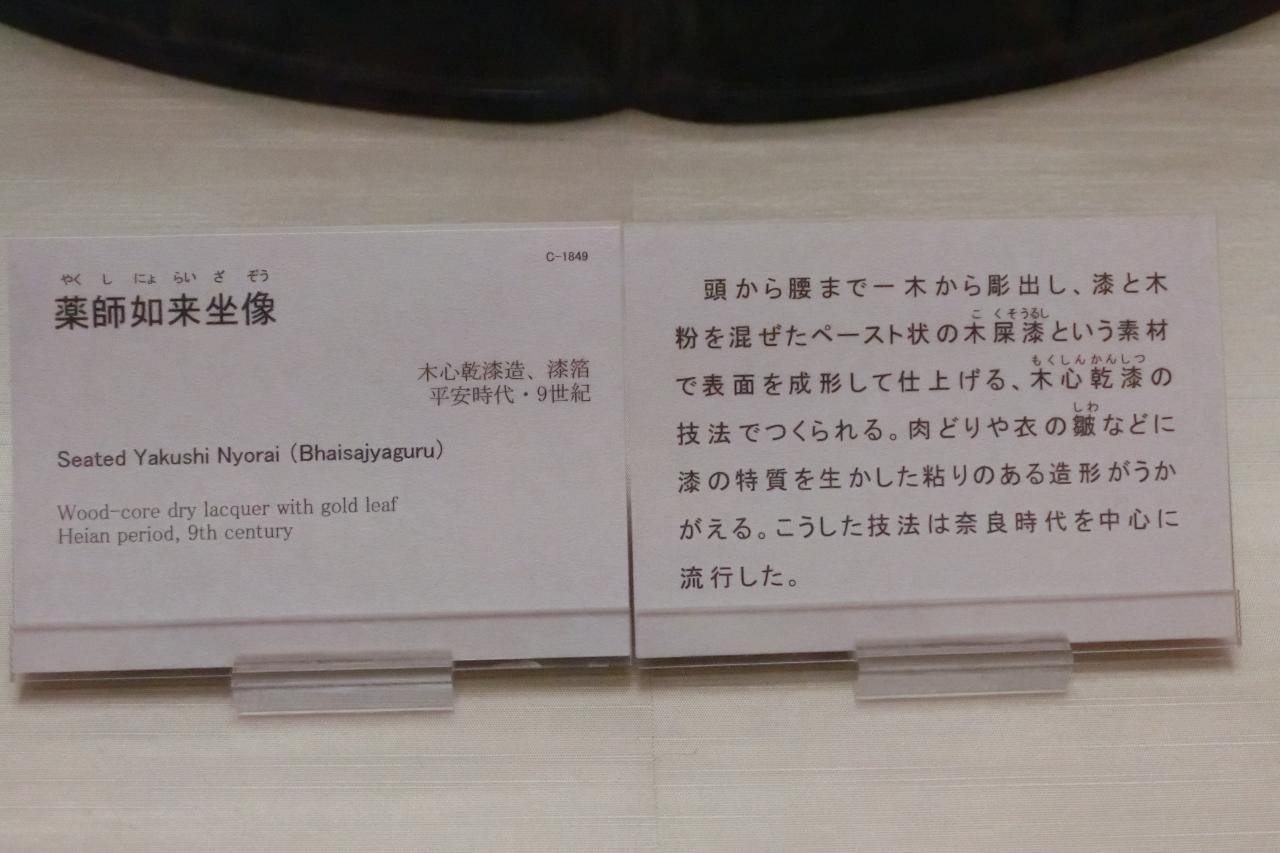 C-1849
やく し にょ らい ざ ぞう
薬師如来坐像
木心乾漆造、漆箔
平安時代・9世紀
Seated Yakushi Nyorai (Bhaisajyaguru)
Wood-core dry lacquer with gold leaf
Heian period, 9th century
頭から腰まで一木から彫出し、漆と木
こ くそうるし
粉を混ぜたペースト状の木屎漆という素材
もくしんかんしつ
で表面を成形して仕上げる、木心乾漆の
しわ
技法でつくられる。肉どりや衣の皺などに
漆の特質を生かした粘りのある造形がうか
がえる。こうした技法は奈良時代を中心に
流行した。